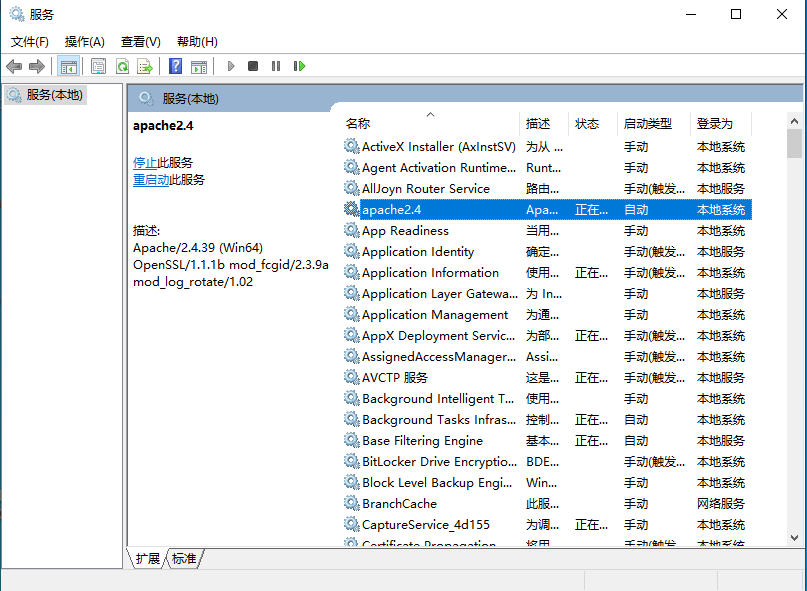 服务
文件(F) 操作(A) 查看(V) 帮助(H)
服务(本地)
服务(本地)
apache2.4
停止此服务
重启动此服务
描述:
Apache/2.4.39 (Win64)
OpenSSL/1.1.1b mod_fcgid/2.3.9a
mod_log_rotate/1.02
名称 描述 状态 启动类型 登录为
ActiveX Installer (AxInstSV) 为从 ... 手动 本地系统
Agent Activation Runtime... Runt... 手动 本地系统
AllJoyn Router Service 路由... 手动(触发... 本地服务
apache2.4 Apa... 正在... 自动 本地系统
App Readiness 当用... 手动 本地系统
Application Identity 确定... 手动(触发... 本地服务
Application Information 使用... 正在... 手动(触发... 本地系统
Application Layer Gatewa... 为 In... 手动 本地服务
Application Management 为通... 手动 本地系统
AppX Deployment Servic... 为部... 正在... 手动(触发... 本地系统
AssignedAccessManager... Assi... 手动(触发... 本地系统
AVCTP 服务 这是... 正在... 手动(触发... 本地服务
Background Intelligent T... 使用... 手动 本地系统
Background Tasks Infras... 控制... 正在... 自动 本地系统
Base Filtering Engine 基本... 正在... 自动 本地服务
BitLocker Drive Encryptio... BDE... 手动(触发... 本地系统
Block Level Backup Engi... Win... 手动 本地系统
BranchCache 此服... 手动 网络服务
CaptureService_4d155 为调... 正在... 手动 本地系统
Certificate Propagation 将用... 手动(触发... 本地系统
扩展 标准